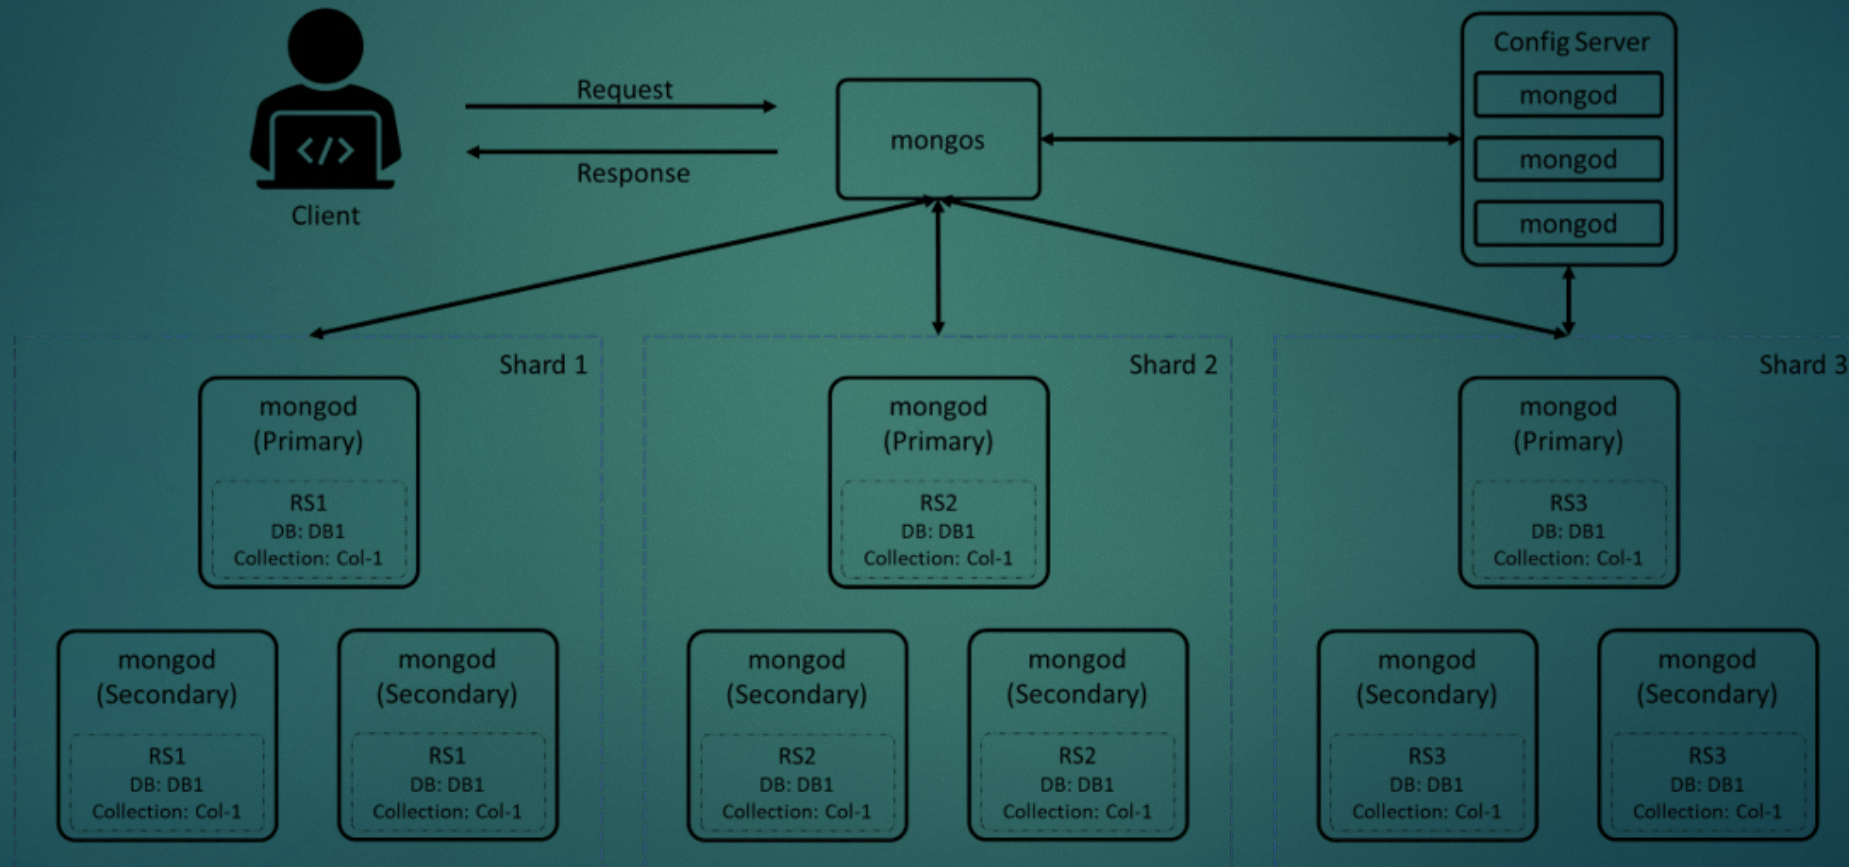 Request
Response
Client
</>
mongos
Config Server
mongod
mongod
mongod
Shard 1
mongod
(Primary)
RS1
DB: DB1
Collection: Col-1
mongod
(Secondary)
RS1
DB: DB1
Collection: Col-1
mongod
(Secondary)
RS1
DB: DB1
Collection: Col-1
Shard 2
mongod
(Primary)
RS2
DB: DB1
Collection: Col-1
mongod
(Secondary)
RS2
DB: DB1
Collection: Col-1
mongod
(Secondary)
RS2
DB: DB1
Collection: Col-1
Shard 3
mongod
(Primary)
RS3
DB: DB1
Collection: Col-1
mongod
(Secondary)
RS3
DB: DB1
Collection: Col-1
mongod
(Secondary)
RS3
DB: DB1
Collection: Col-1